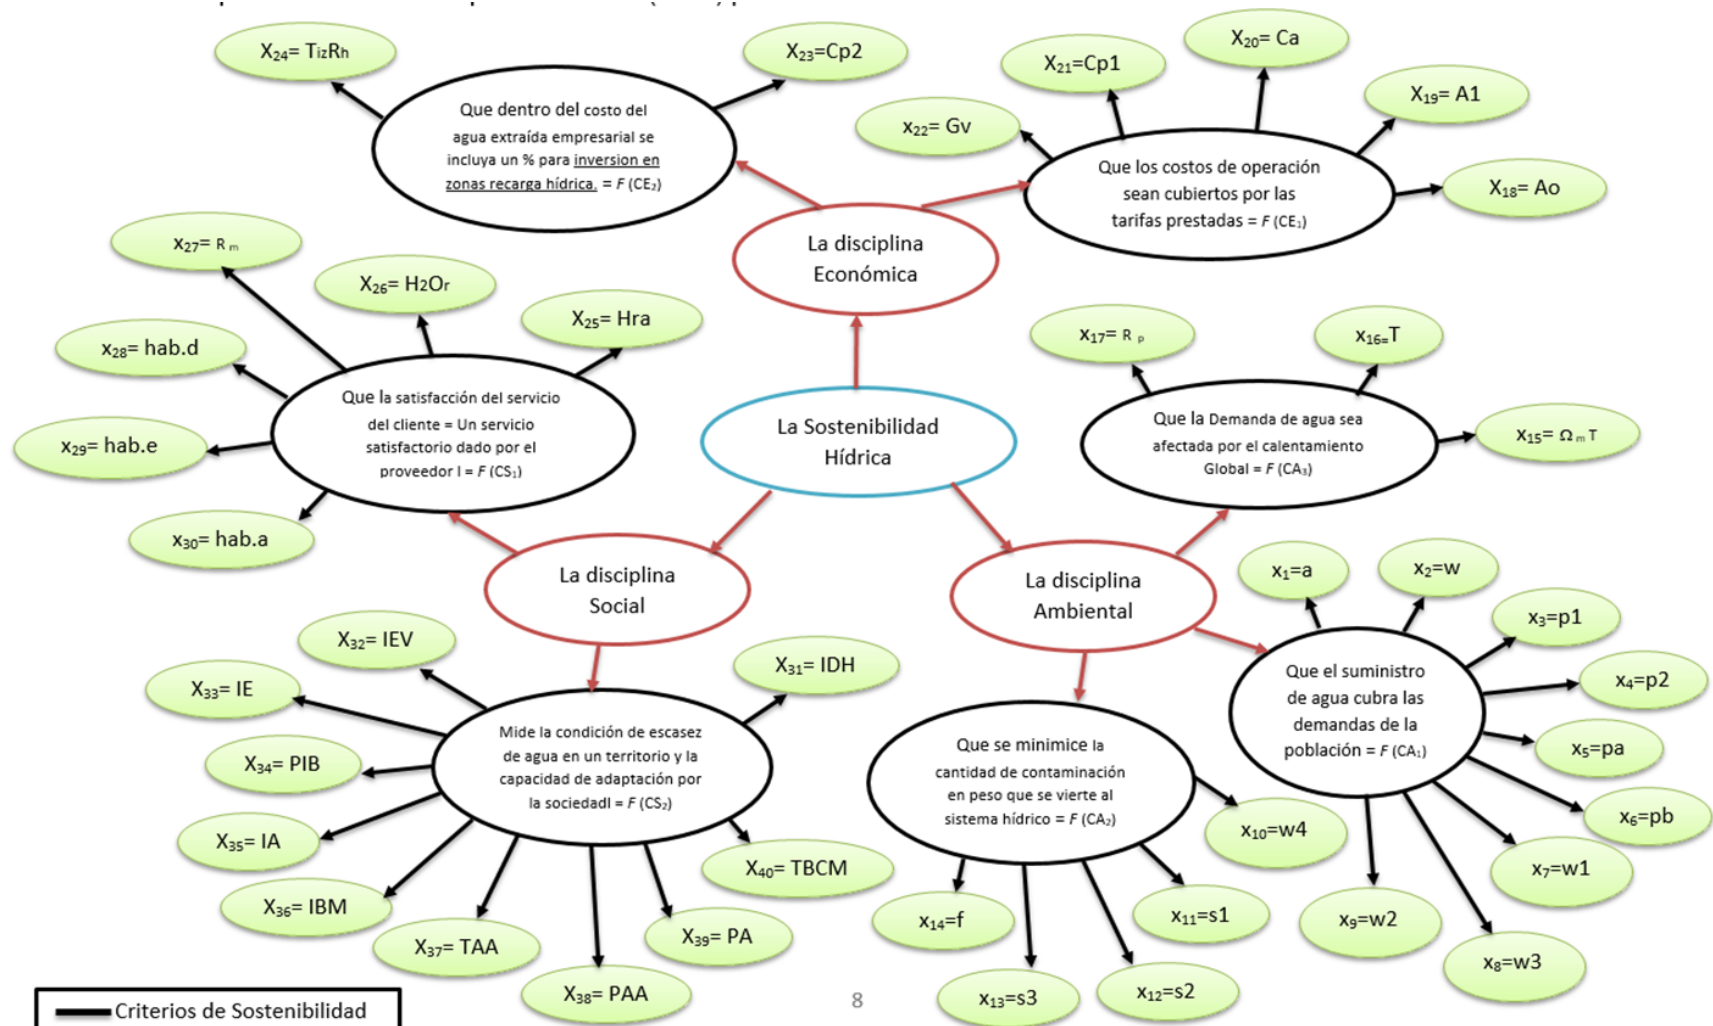 X24= TizRh
X23=Cp2
Que dentro del costo del
agua extraída empresarial se
incluya un % para inversion en
zonas recarga hídrica. = F (CE2)
X20= Ca
X21=Cp1
X19= A1
x22= Gv
X18= Ao
Que los costos de operación
sean cubiertos por las
tarifas prestadas = F (CE1)
La disciplina
Económica
x27= R m
X26= H2Or
X25= Hra
x28= hab.d
x29= hab.e
x30= hab.a
Que la satisfacción del servicio
del cliente = Un servicio
satisfactorio dado por el
proveedor I = F (CS1)
La Sostenibilidad
Hídrica
x17= R p
x16=T
x15= Ω m T
Que la Demanda de agua sea
afectada por el calentamiento
Global = F (CA3)
La disciplina
Social
La disciplina
Ambiental
x1=a
x2=w
x3=p1
x4=p2
x5=pa
x6=pb
x7=w1
x8=w3
x9=w2
Que el suministro
de agua cubra las
demandas de la
población = F (CA1)
X32= IEV
X31= IDH
X33= IE
X34= PIB
X35= IA
X36= IBM
X37= TAA
X38= PAA
X39= PA
X40= TBCM
Mide la condición de escasez
de agua en un territorio y la
capacidad de adaptación por
la sociedadI = F (CS2)
Que se minimice la
cantidad de contaminación
en peso que se vierte al
sistema hídrico = F (CA2)
x10=w4
x11=s1
x12=s2
x13=s3
x14=f
8
Criterios de Sostenibilidad